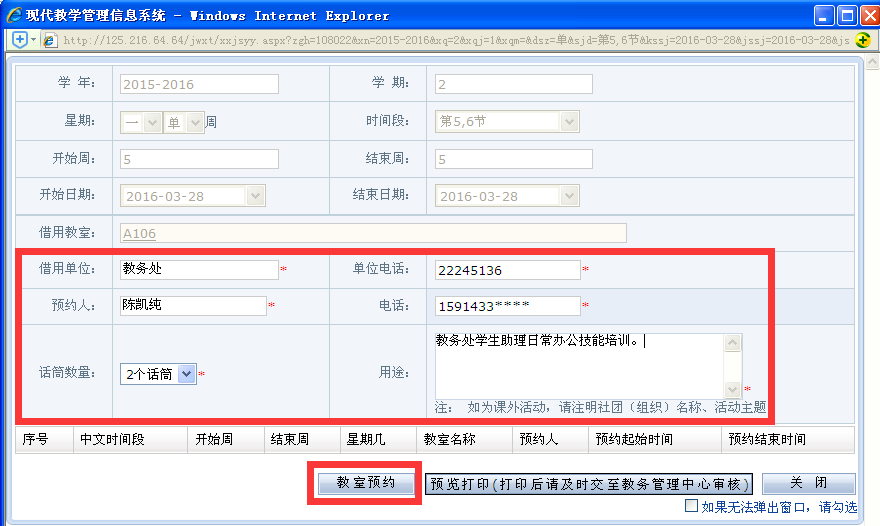 现代教学管理信息系统 - Windows Internet Explorer
http://125.216.64.64/jwxt/xxjsyy.aspx?zgh=108022&xn=2015-2016&xq=2&xqj=1&xqm=&dsz=单&sjd=第5,6节&kssj=2016-03-28&jssj=2016-03-28&js
学 年： 2015-2016 学 期： 2
星期： 一 单 周 时间段： 第5,6节
开始周： 5 结束周： 5
开始日期： 2016-03-28 结束日期： 2016-03-28
借用教室： A106
借用单位： 教务处 * 单位电话： 22245136 *
预约人： 陈凯纯 * 电话： 1591433**** *
话筒数量： 2个话筒 * 用途： 教务处学生助理日常办公技能培训。 *
注： 如为课外活动，请注明社团（组织）名称、活动主题
序号 中文时间段 开始周 结束周 星期几 教室名称 预约人 预约起始时间 预约结束时间
教室预约 预览打印(打印后请及时交至教务管理中心审核) 关 闭
如果无法弹出窗口，请勾选